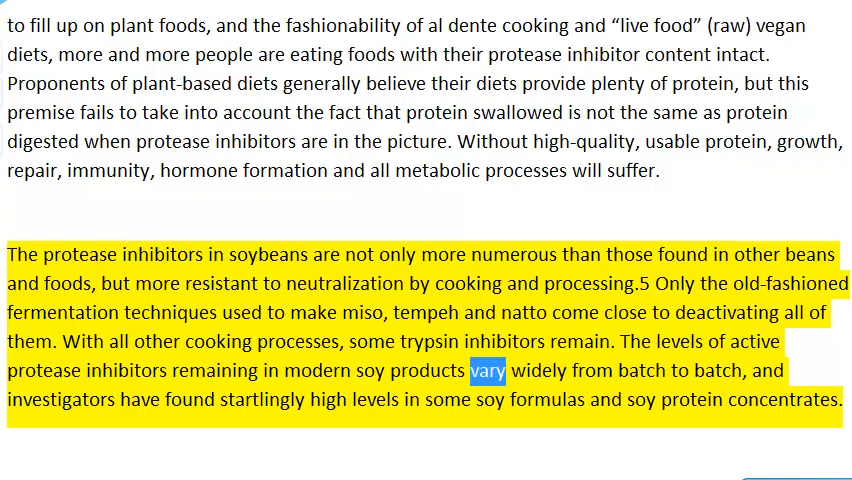 to fill up on plant foods, and the fashionability of al dente cooking and “live food” (raw) vegan
diets, more and more people are eating foods with their protease inhibitor content intact.
Proponents of plant-based diets generally believe their diets provide plenty of protein, but this
premise fails to take into account the fact that protein swallowed is not the same as protein
digested when protease inhibitors are in the picture. Without high-quality, usable protein, growth,
repair, immunity, hormone formation and all metabolic processes will suffer.
The protease inhibitors in soybeans are not only more numerous than those found in other beans
and foods, but more resistant to neutralization by cooking and processing.5 Only the old-fashioned
fermentation techniques used to make miso, tempeh and natto come close to deactivating all of
them. With all other cooking processes, some trypsin inhibitors remain. The levels of active
protease inhibitors remaining in modern soy products vary widely from batch to batch, and
investigators have found startlingly high levels in some soy formulas and soy protein concentrates.